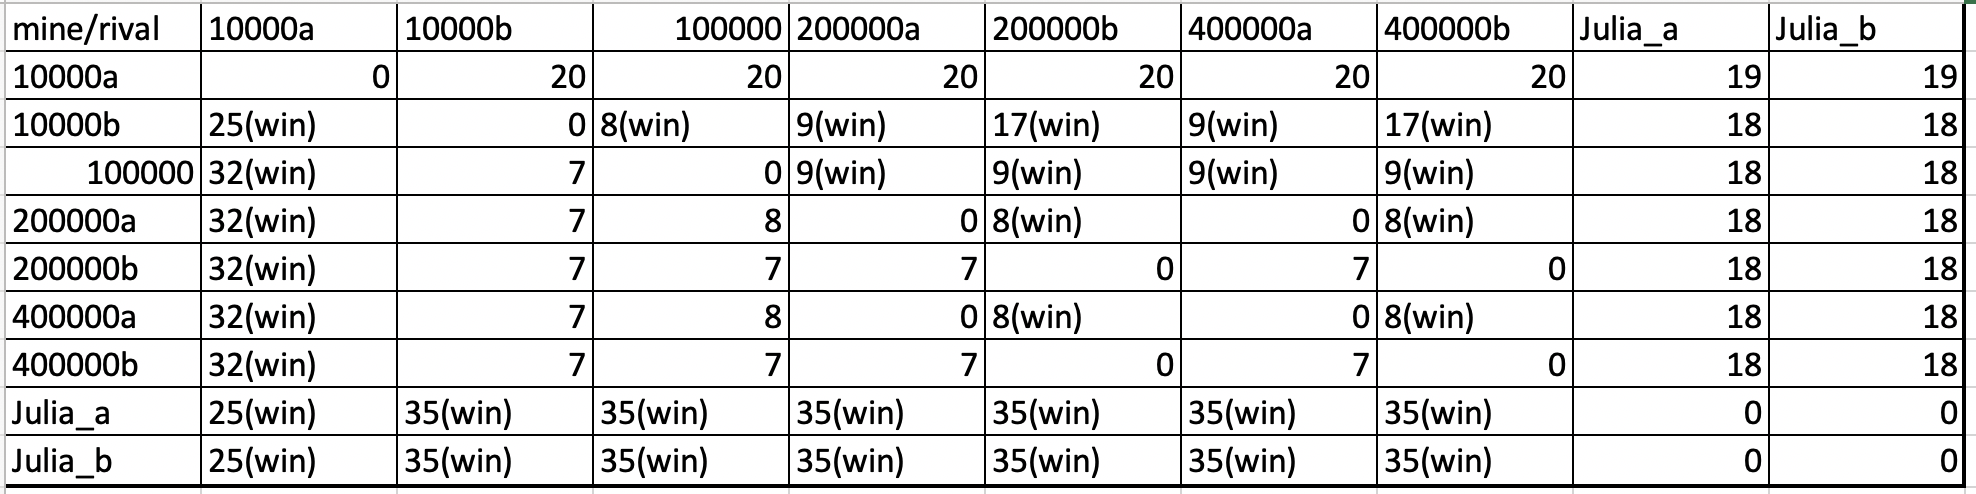 mine/rival 10000a 10000b 100000 200000a 200000b 400000a 400000b Julia_a Julia_b
10000a 0 20 20 20 20 20 20 19 19
10000b 25(win) 0 8(win) 9(win) 17(win) 9(win) 17(win) 18 18
100000 32(win) 7 0 9(win) 9(win) 9(win) 9(win) 18 18
200000a 32(win) 7 8 0 8(win) 0 8(win) 18 18
200000b 32(win) 7 7 7 0 7 0 18 18
400000a 32(win) 7 8 0 8(win) 0 8(win) 18 18
400000b 32(win) 7 7 7 0 7 0 18 18
Julia_a 25(win) 35(win) 35(win) 35(win) 35(win) 35(win) 35(win) 0 0
Julia_b 25(win) 35(win) 35(win) 35(win) 35(win) 35(win) 35(win) 0 0